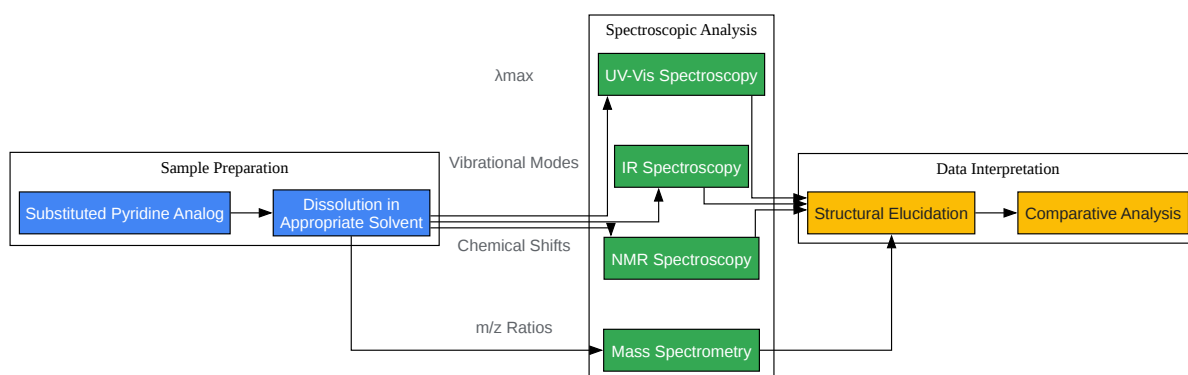 Sample Preparation
Substituted Pyridine Analog
Dissolution in
Appropriate Solvent
λmax
Vibrational Modes
Chemical Shifts
m/z Ratios
Spectroscopic Analysis
UV-Vis Spectroscopy
IR Spectroscopy
NMR Spectroscopy
Mass Spectrometry
Data Interpretation
Structural Elucidation
Comparative Analysis